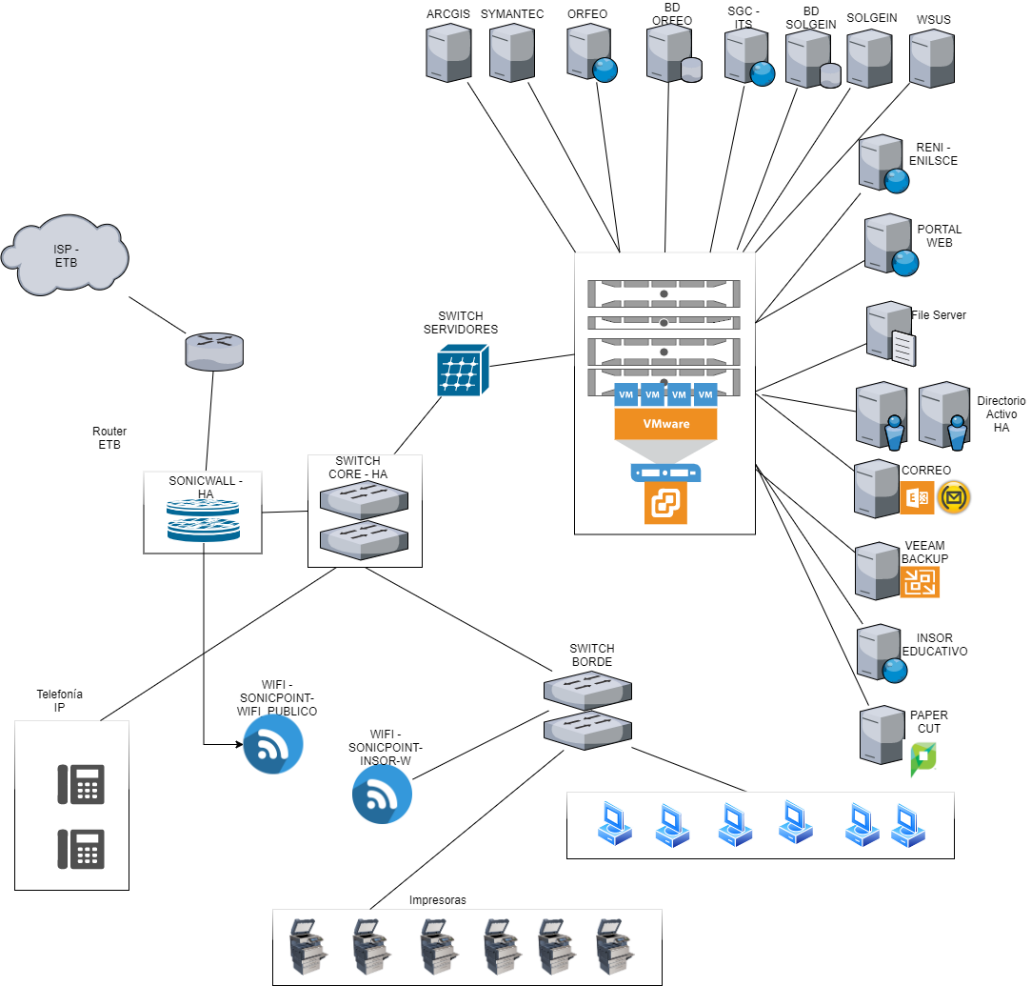 ARCGIS
SYMANTEC
ORFEO
BD
ORFEO
SGC -
ITS
BD
SOLGEIN
SOLGEIN
WSUS
RENI -
ENILSCE
PORTAL
WEB
File Server
Directorio
Activo
HA
CORREO
VEEAM
BACKUP
INSOR
EDUCATIVO
PAPER
CUT
ISP -
ETB
Router
ETB
SWITCH
SERVIDORES
VM VM VM VM
VMware
SONICWALL -
HA
SWITCH
CORE - HA
SWITCH
BORDE
Telefonía
IP
WIFI -
SONICPOINT-
WIFI_PUBLICO
WIFI -
SONICPOINT-
INSOR-W
Impresoras